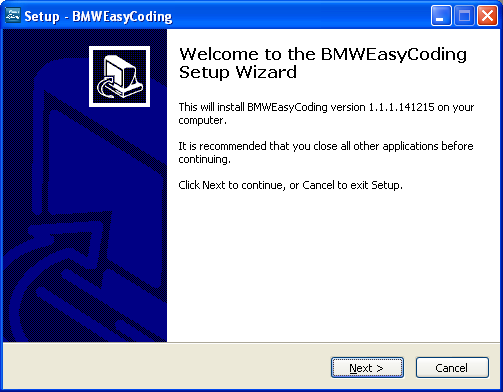 Setup - BMWEasyCoding
Welcome to the BMWEasyCoding
Setup Wizard
This will install BMWEasyCoding version 1.1.1.141215 on your
computer.
It is recommended that you close all other applications before
continuing.
Click Next to continue, or Cancel to exit Setup.
Next >
Cancel